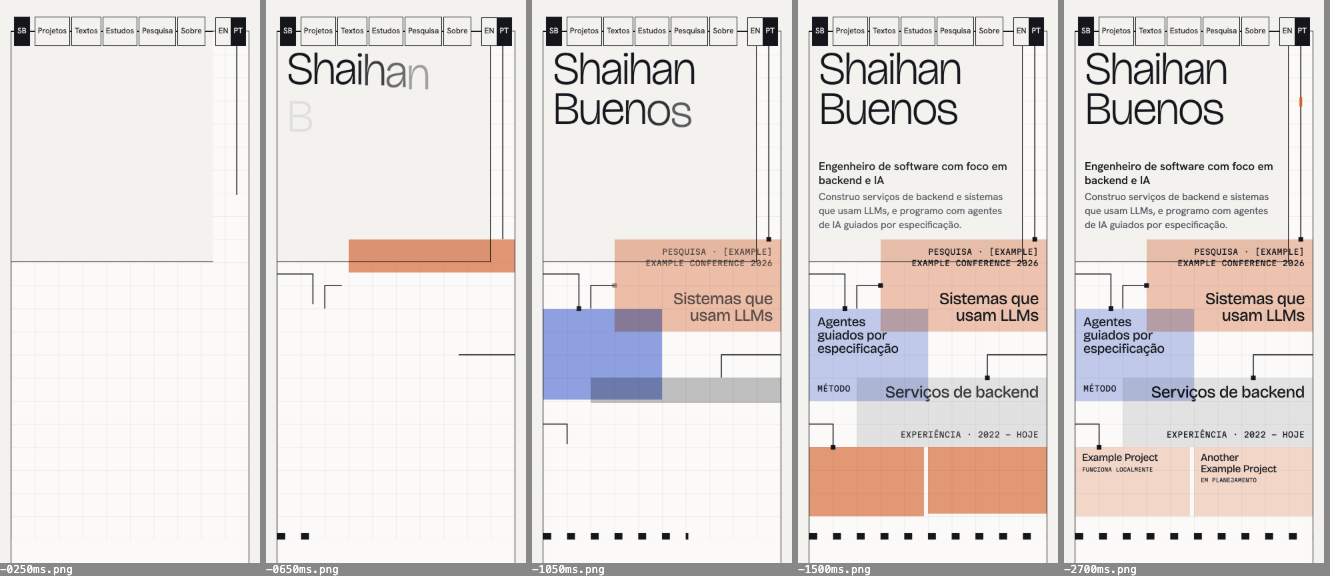 SB Projetos Textos Estudos Pesquisa Sobre EN PT
~0250ms.png
SB Projetos Textos Estudos Pesquisa Sobre EN PT
Shaihan
B
~0650ms.png
SB Projetos Textos Estudos Pesquisa Sobre EN PT
Shaihan
Buenos
PESQUISA · [EXAMPLE]
EXAMPLE CONFERENCE 2026
Sistemas que
usam LLMs
~1050ms.png
SB Projetos Textos Estudos Pesquisa Sobre EN PT
Shaihan
Buenos
Engenheiro de software com foco em
backend e IA
Construo serviços de backend e sistemas
que usam LLMs, e programo com agentes
de IA guiados por especificação.
PESQUISA · [EXAMPLE]
EXAMPLE CONFERENCE 2026
Sistemas que
usam LLMs
Agentes
guiados por
especificação
MÉTODO
Serviços de backend
EXPERIÊNCIA · 2022 — HOJE
~1500ms.png
SB Projetos Textos Estudos Pesquisa Sobre EN PT
Shaihan
Buenos
Engenheiro de software com foco em
backend e IA
Construo serviços de backend e sistemas
que usam LLMs, e programo com agentes
de IA guiados por especificação.
PESQUISA · [EXAMPLE]
EXAMPLE CONFERENCE 2026
Sistemas que
usam LLMs
Agentes
guiados por
especificação
MÉTODO
Serviços de backend
EXPERIÊNCIA · 2022 — HOJE
Example Project
FUNCIONA LOCALMENTE
Another
Example Project
EM PLANEJAMENTO
~2700ms.png